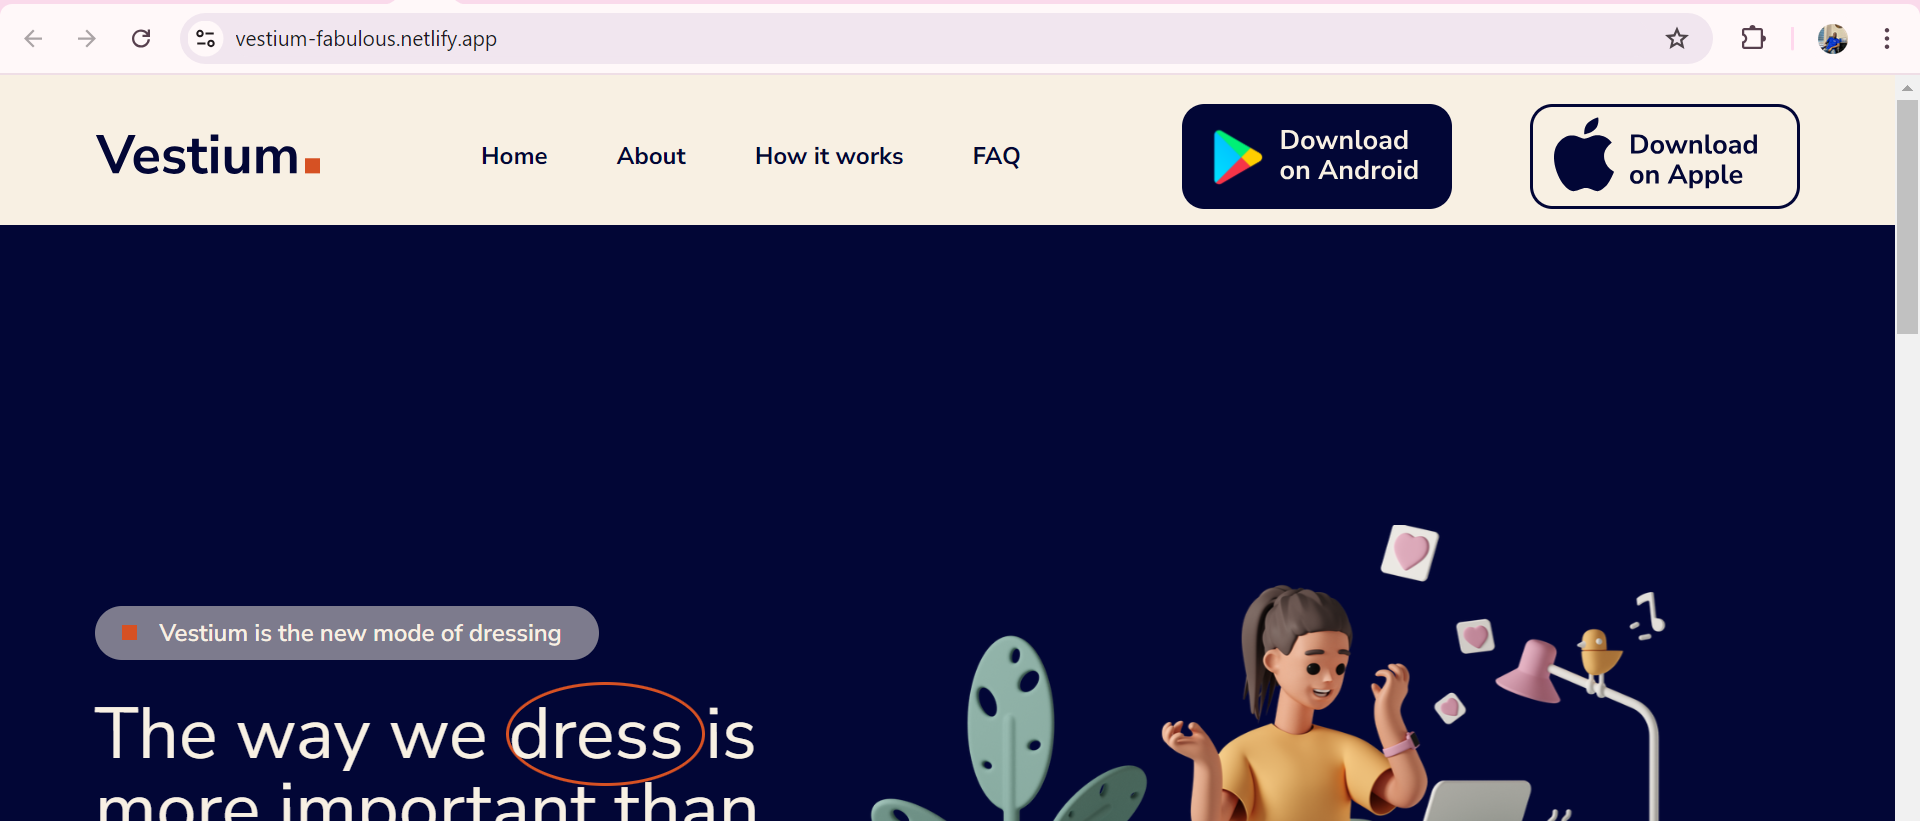 vestium-fabulous.netlify.app
Vestium
Home
About
How it works
FAQ
Download
on Android
Download
on Apple
Vestium is the new mode of dressing
The way we dress is
more important than